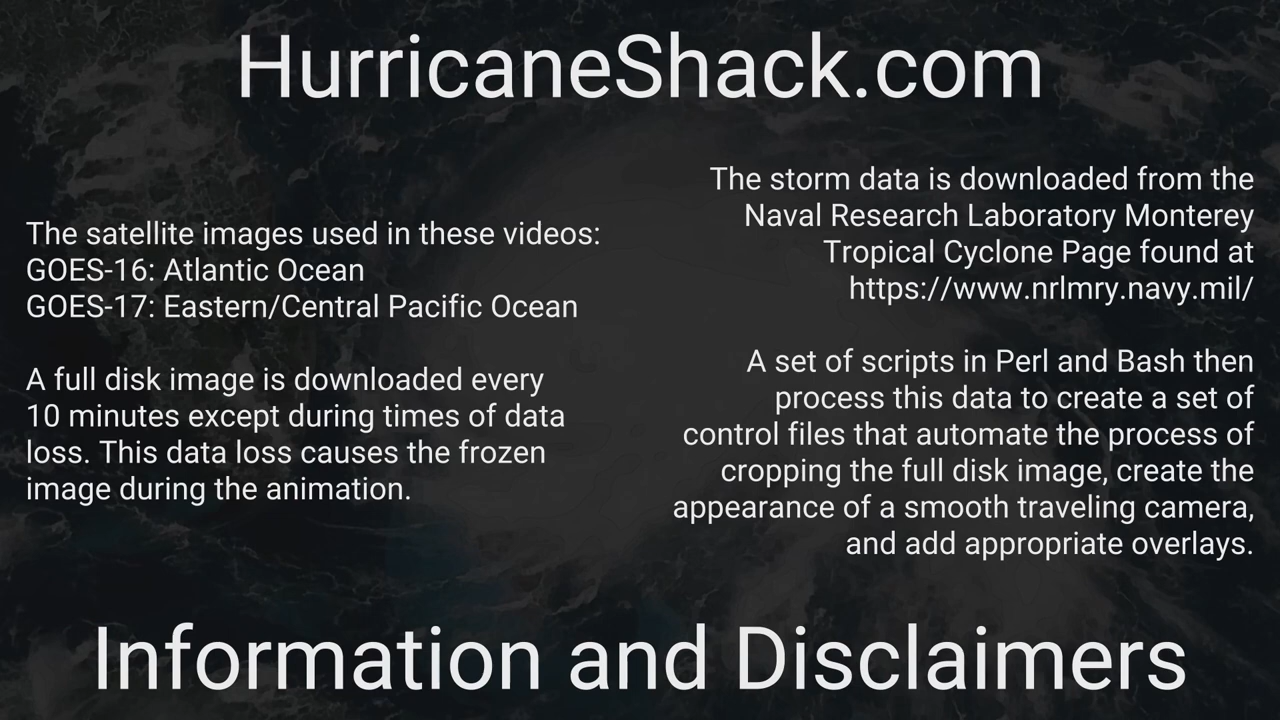 HurricaneShack.com
The satellite images used in these videos:
GOES-16: Atlantic Ocean
GOES-17: Eastern/Central Pacific Ocean
A full disk image is downloaded every
10 minutes except during times of data
loss. This data loss causes the frozen
image during the animation.
The storm data is downloaded from the
Naval Research Laboratory Monterey
Tropical Cyclone Page found at
https://www.nrlmry.navy.mil/
A set of scripts in Perl and Bash then
process this data to create a set of
control files that automate the process of
cropping the full disk image, create the
appearance of a smooth traveling camera,
and add appropriate overlays.
Information and Disclaimers